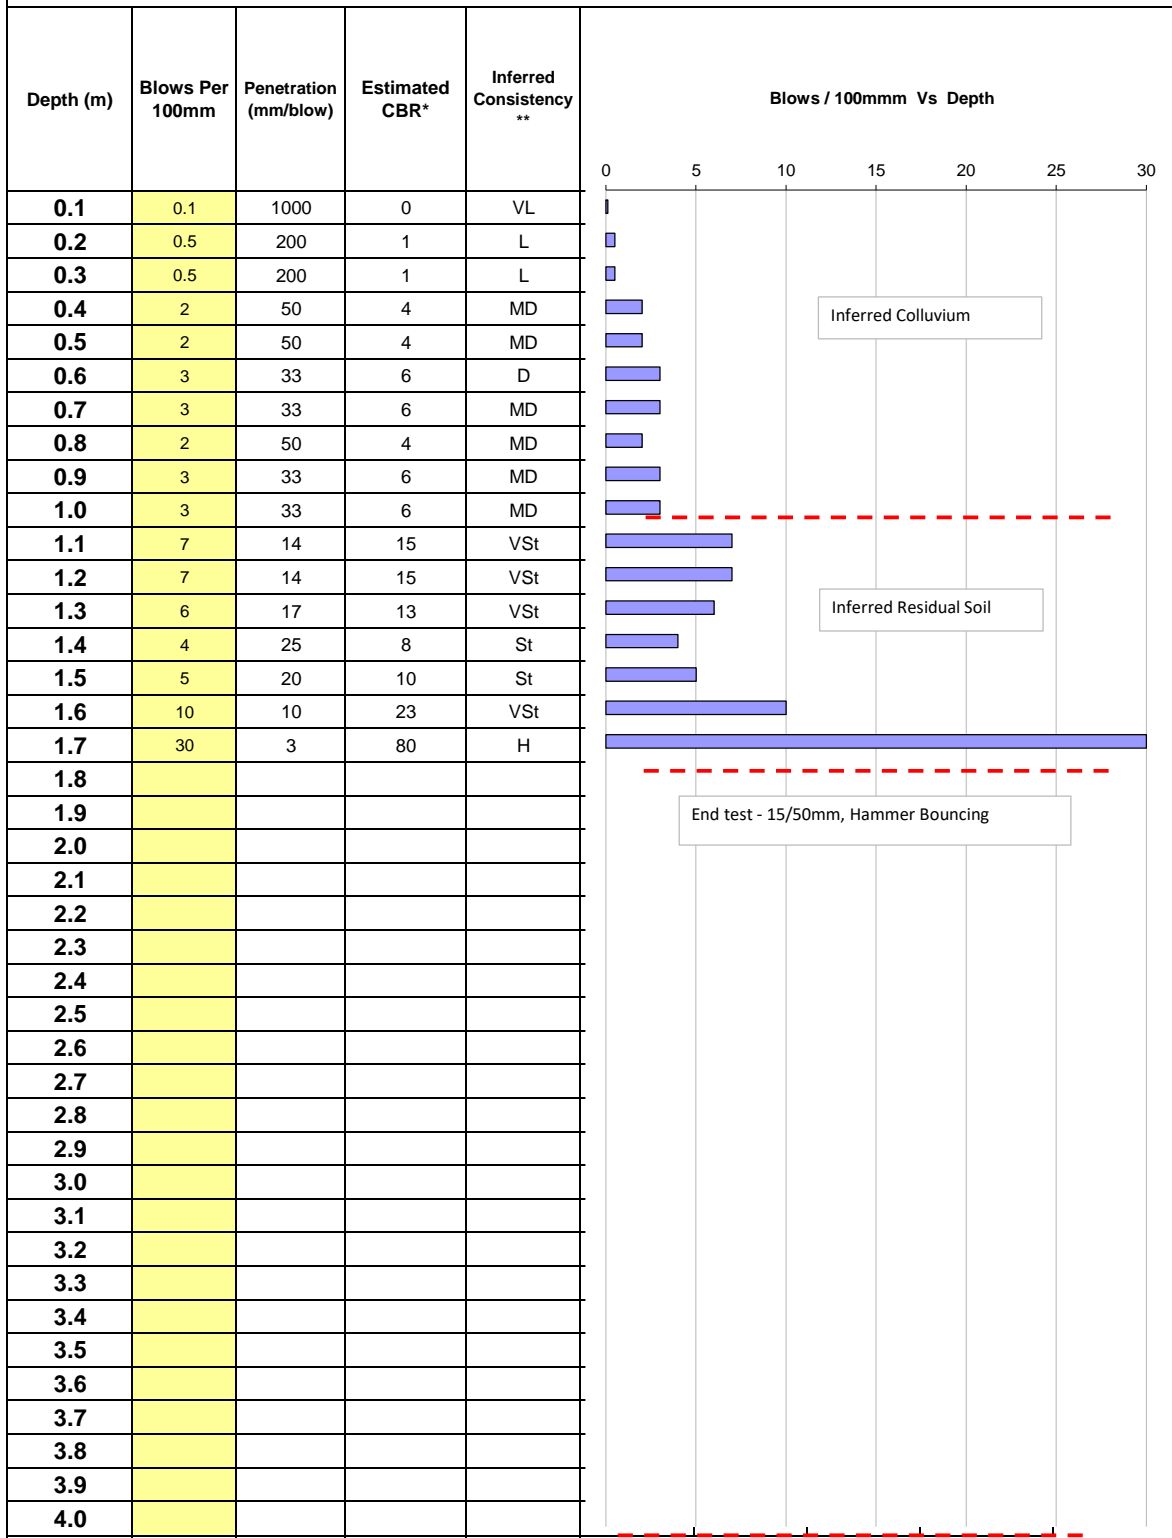 Depth (m) Blows Per 100mm Penetration (mm/blow) Estimated CBR* Inferred Consistency ** Blows / 100mmm Vs Depth
0 5 10 15 20 25 30
0.1 0.1 1000 0 VL
0.2 0.5 200 1 L
0.3 0.5 200 1 L
0.4 2 50 4 MD
Inferred Colluvium
0.5 2 50 4 MD
0.6 3 33 6 D
0.7 3 33 6 MD
0.8 2 50 4 MD
0.9 3 33 6 MD
1.0 3 33 6 MD
1.1 7 14 15 VSt
1.2 7 14 15 VSt
1.3 6 17 13 VSt
Inferred Residual Soil
1.4 4 25 8 St
1.5 5 20 10 St
1.6 10 10 23 VSt
1.7 30 3 80 H
1.8
1.9
End test - 15/50mm, Hammer Bouncing
2.0
2.1
2.2
2.3
2.4
2.5
2.6
2.7
2.8
2.9
3.0
3.1
3.2
3.3
3.4
3.5
3.6
3.7
3.8
3.9
4.0